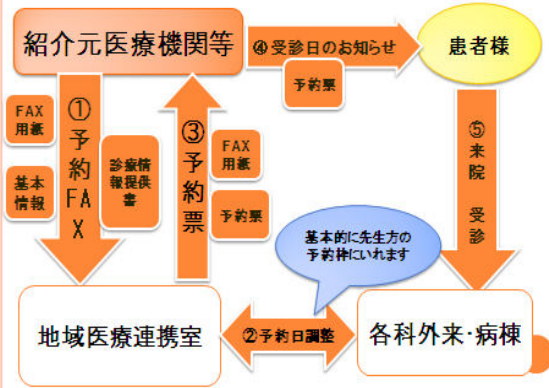 紹介元医療機関等
④受診日のお知らせ
予約票
患者様
FAX
用紙
基本
情報
①予約FAX
診療情
報提供
書
③予約票
FAX
用紙
予約票
⑤来院 受診
基本的に先生方の
予約枠にいれます
地域医療連携室
②予約日調整
各科外来・病棟